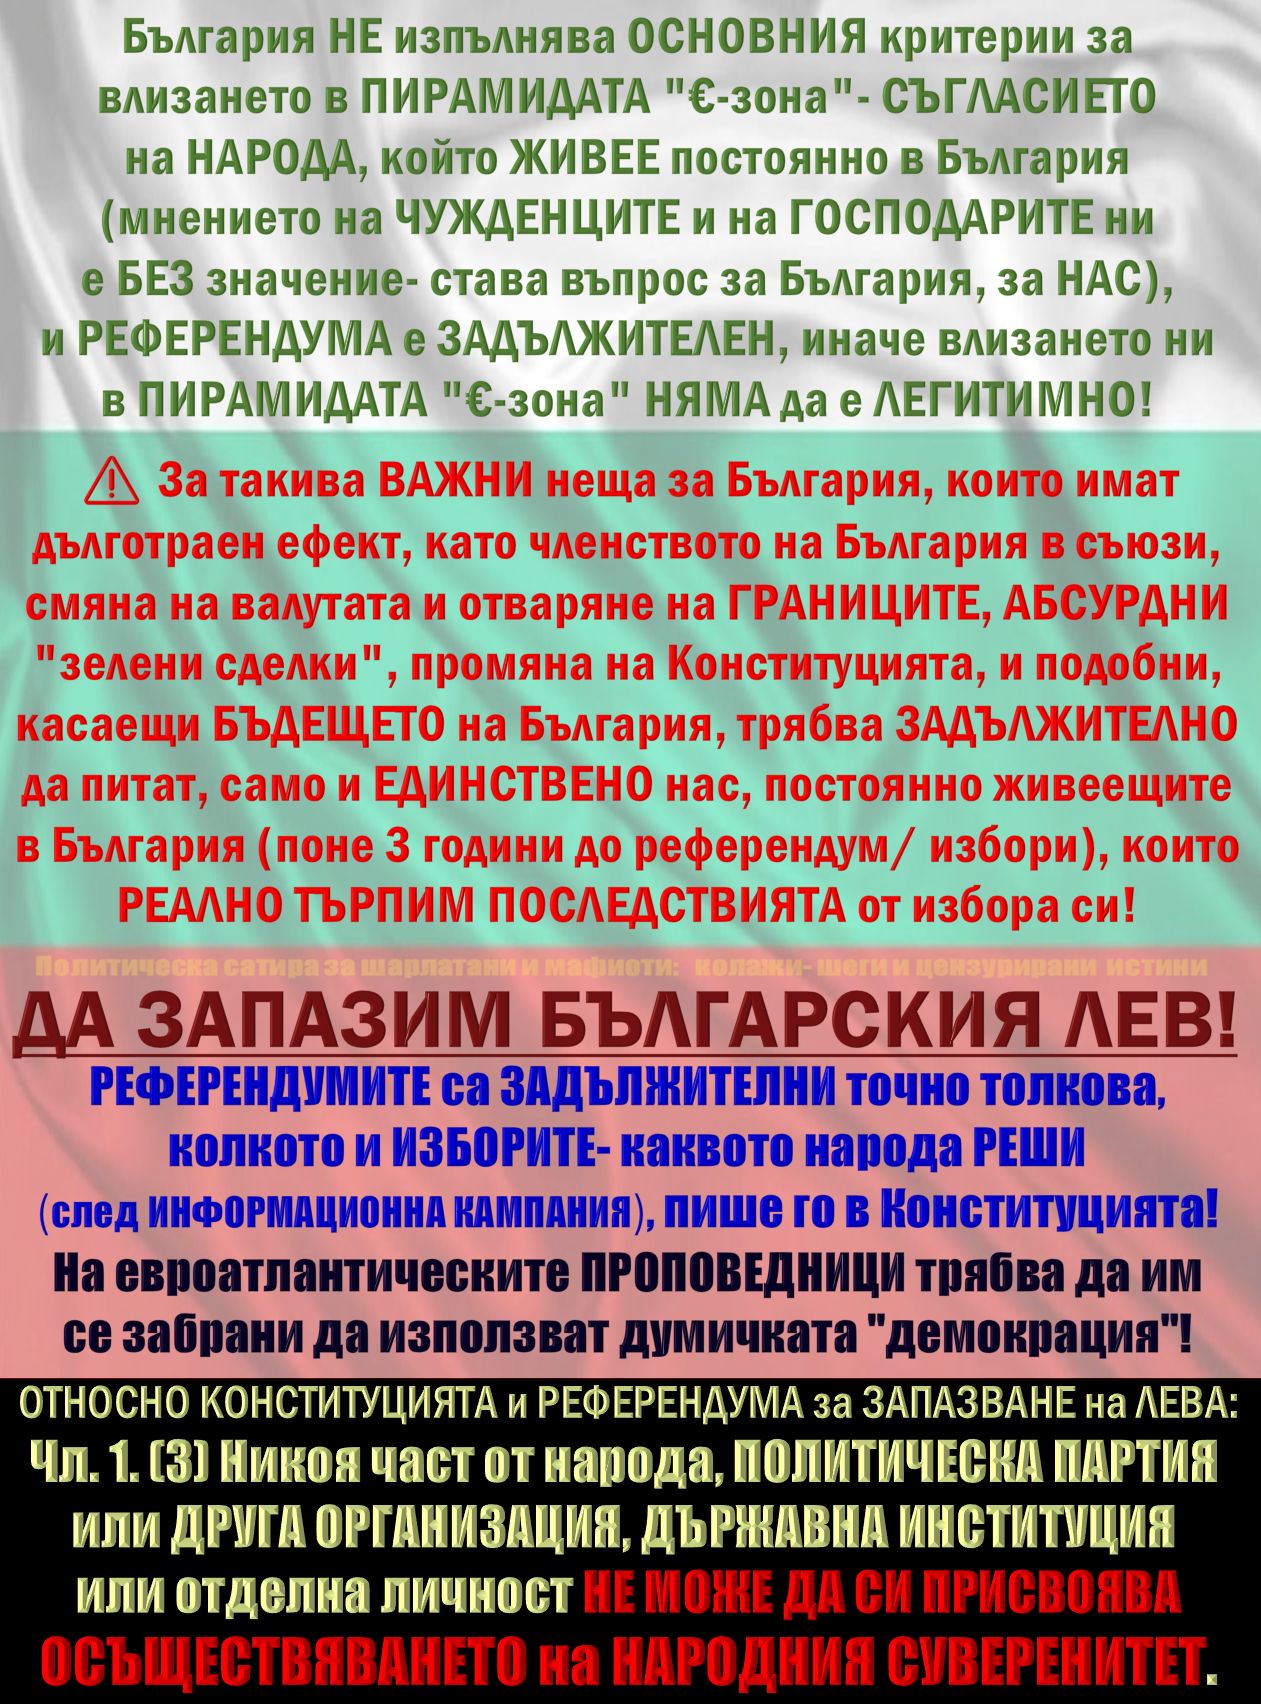 България НЕ изпълнява ОСНОВНИЯ критерии за
влизането в ПИРАМИДАТА "€-зона"- СЪГЛАСИЕТО
на НАРОДА, който ЖИВЕЕ постоянно в България
(мнението на ЧУЖДЕНЦИТЕ и на ГОСПОДАРИТЕ ни
е БЕЗ значение- става въпрос за България, за НАС),
и РЕФЕРЕНДУМА е ЗАДЪЛЖИТЕЛЕН, иначе влизането ни
в ПИРАМИДАТА "€-зона" НЯМА да е ЛЕГИТИМНО!
⚠ За такива ВАЖНИ неща за България, които имат
дълготраен ефект, като членството на България в съюзи,
смяна на валутата и отваряне на ГРАНИЦИТЕ, АБСУРДНИ
"зелени сделки", промяна на Конституцията, и подобни,
касаещи БЪДЕЩЕТО на България, трябва ЗАДЪЛЖИТЕЛНО
да питат, само и ЕДИНСТВЕНО нас, постоянно живеещите
в България (поне 3 години до референдум/ избори), които
РЕАЛНО ТЪРПИМ ПОСЛЕДСТВИЯТА от избора си!
Политическа сатира за шарлатани и мафиоти: колажи- шеги и цензурирани истини
ДА ЗАПАЗИМ БЪЛГАРСКИЯ ЛЕВ!
РЕФЕРЕНДУМИТЕ са ЗАДЪЛЖИТЕЛНИ точно толкова,
колкото и ИЗБОРИТЕ- каквото народа РЕШИ
(след ИНФОРМАЦИОННА КАМПАНИЯ), пише го в Конституцията!
На евроатлантическите ПРОПОВЕДНИЦИ трябва да им
се забрани да използват думичката "демокрация"!
ОТНОСНО КОНСТИТУЦИЯТА и РЕФЕРЕНДУМА за ЗАПАЗВАНЕ на ЛЕВА:
Чл. 1. (3) Никоя част от народа, ПОЛИТИЧЕСКА ПАРТИЯ
или ДРУГА ОРГАНИЗАЦИЯ, ДЪРЖАВНА ИНСТИТУЦИЯ
или отделна личност НЕ МОЖЕ ДА СИ ПРИСВОЯВА
ОСЪЩЕСТВЯВАНЕТО на НАРОДНИЯ СУВЕРЕНИТЕТ.